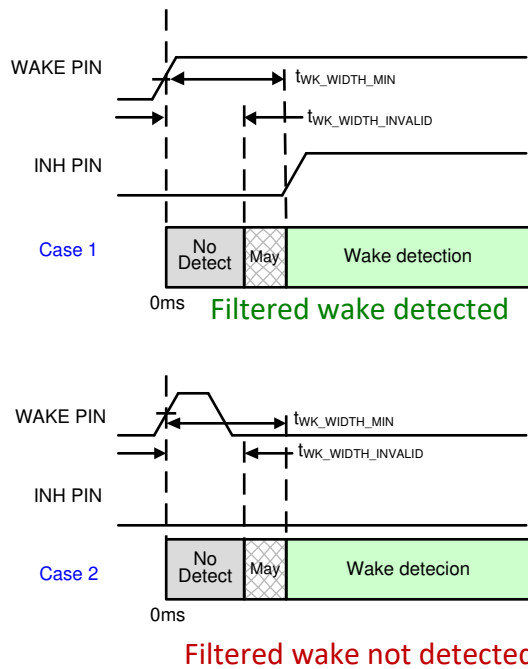 WAKE PIN
tWK_WIDTH_MIN
tWK_WIDTH_INVALID
INH PIN
Case 1
No Detect
May
Wake detection
0ms
Filtered wake detected
WAKE PIN
tWK_WIDTH_MIN
tWK_WIDTH_INVALID
INH PIN
Case 2
No Detect
May
Wake detecion
0ms
Filtered wake not detected